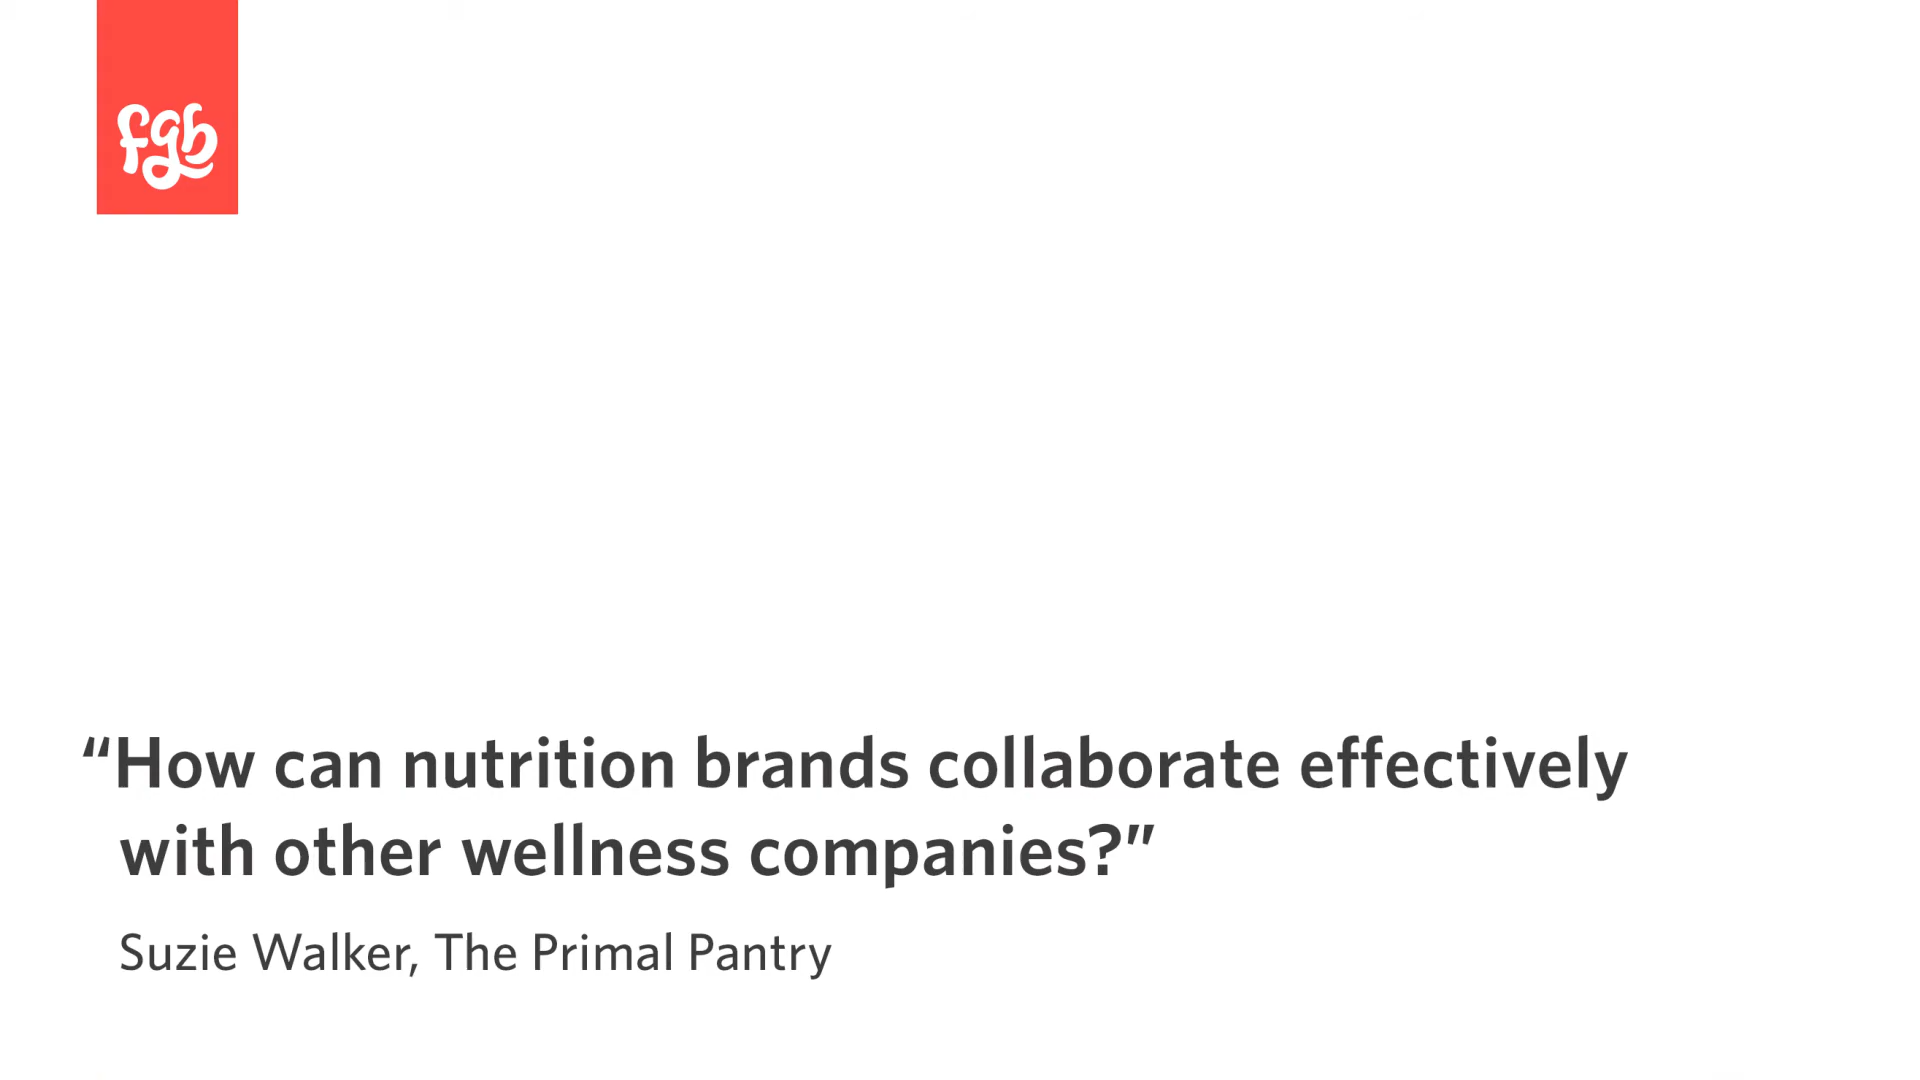 fgb
“How can nutrition brands collaborate effectively
with other wellness companies?”
Suzie Walker, The Primal Pantry